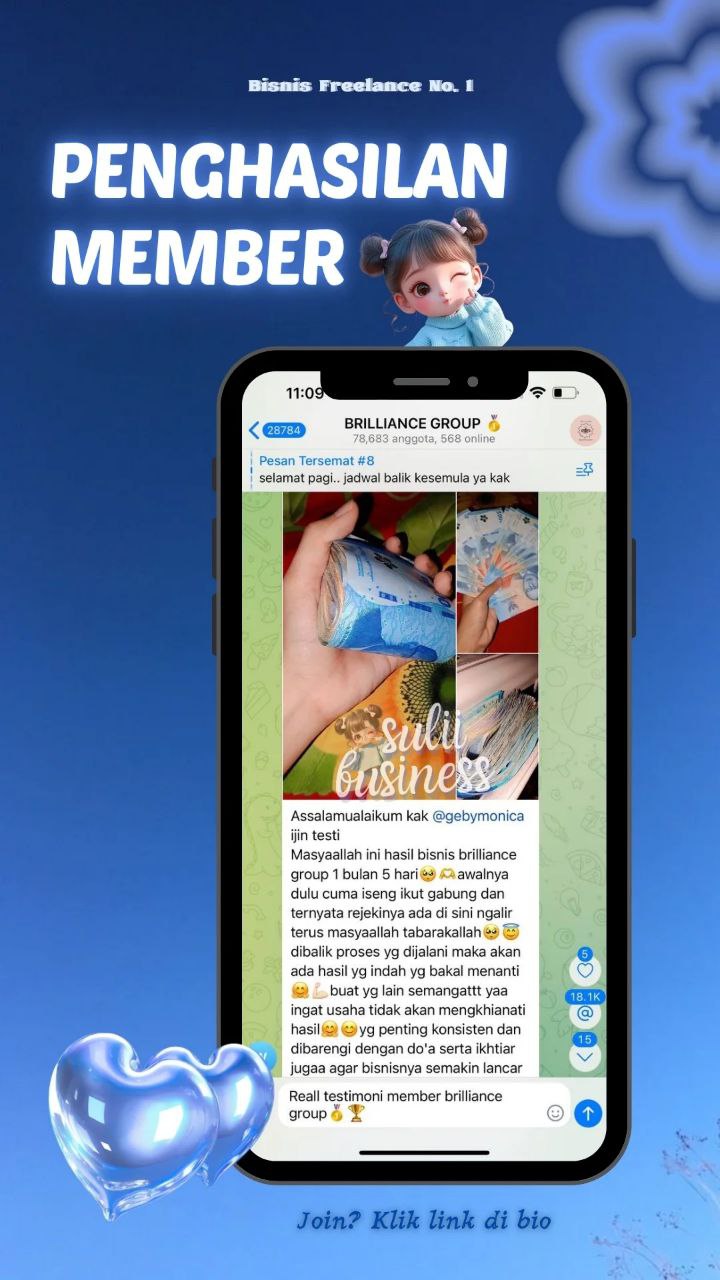 Bisnis Freelance No. 1
PENGHASILAN
MEMBER
11:09
28784
BRILLIANCE GROUP 🥇
78,683 anggota, 568 online
Pesan Tersemat #8
selamat pagi.. jadwal balik kesemula ya kak
sulii
business
Assalamualaikum kak @gebymonica
ijin testi
Masyaallah ini hasil bisnis brilliance
group 1 bulan 5 hari🥺🫶awalnya
dulu cuma iseng ikut gabung dan
ternyata rejekinya ada di sini ngalir
terus masyaallah tabarakallah🥺😇
dibalik proses yg dijalani maka akan
ada hasil yg indah yg bakal menanti
🤗💪buat yg lain semangattt yaa
ingat usaha tidak akan mengkhianati
hasil🤗😊yg penting konsisten dan
dibarengi dengan do'a serta ikhtiar
jugaa agar bisnisnya semakin lancar
5
18.1K
@
15
Reall testimoni member brilliance
group🥇🏆
Join? Klik link di bio